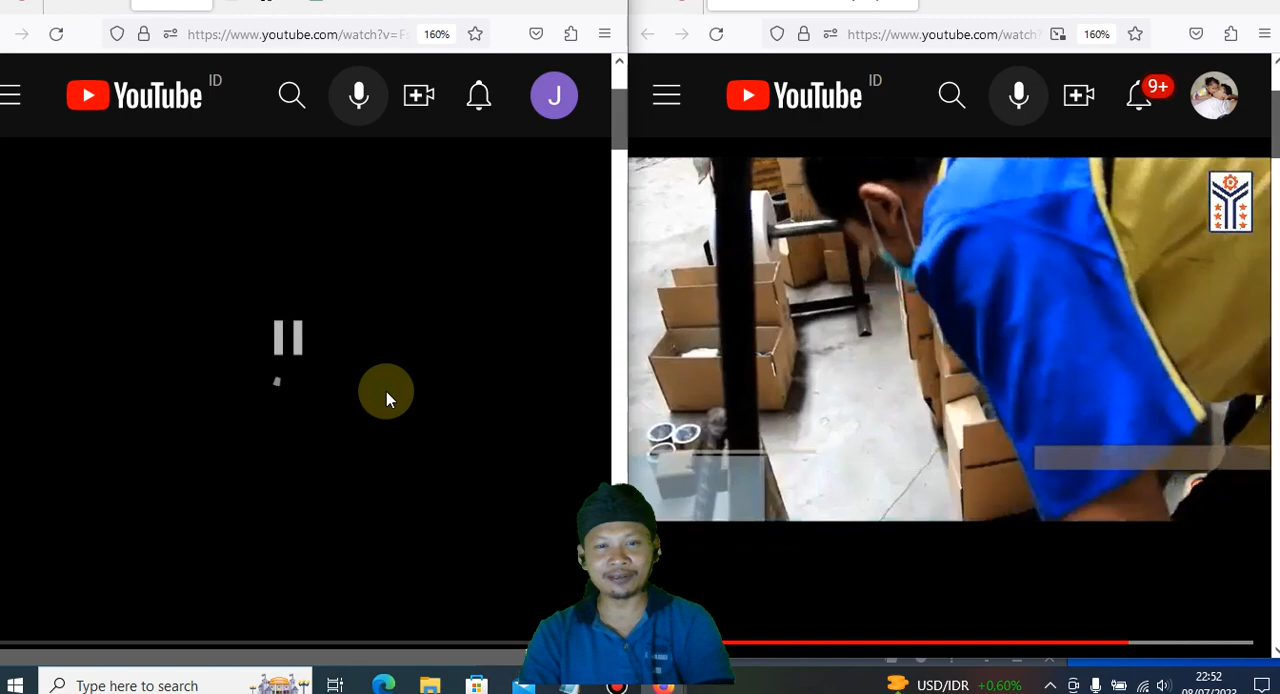 https://www.youtube.com/watch?v=
160%
https://www.youtube.com/watch?
160%
YouTube
ID
J
YouTube
ID
9+
Type here to search
USD/IDR
+0,60%
22:52